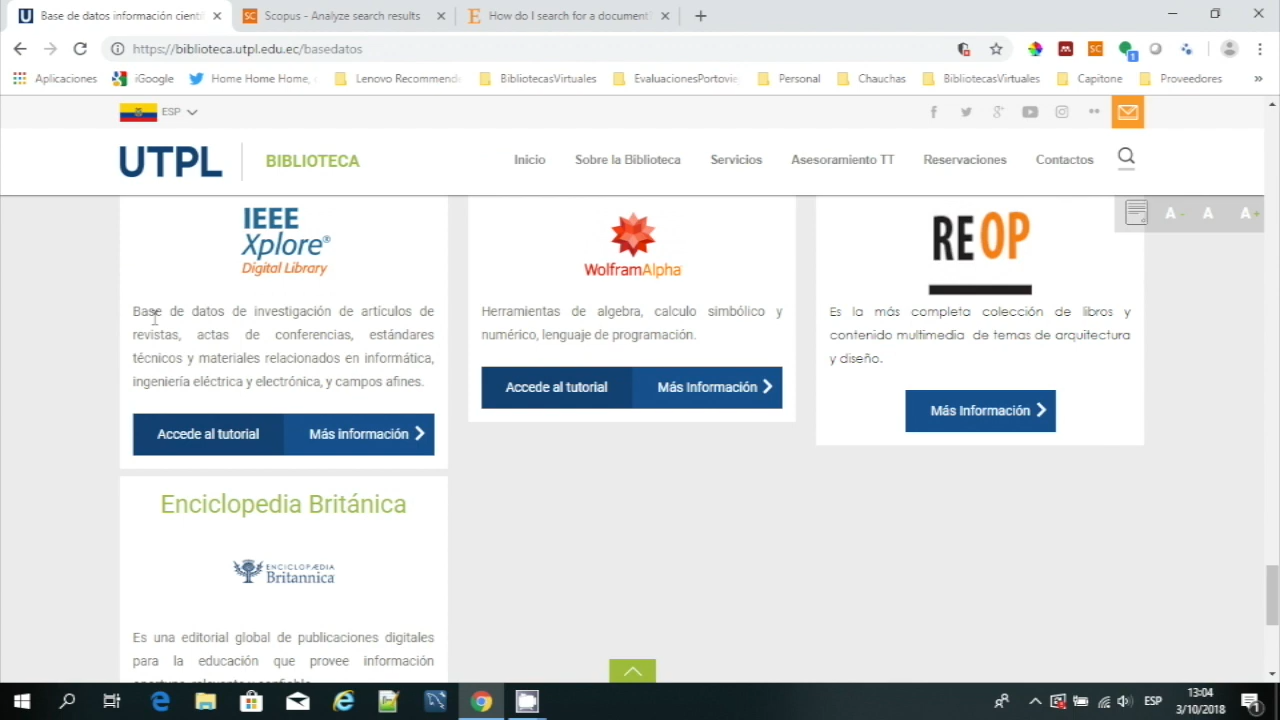 Base de datos información cientí
Scopus - Analyze search results
How do I search for a document
https://biblioteca.utpl.edu.ec/basedatos
Aplicaciones
iGoogle
Home Home Home,
Lenovo Recommend
BibliotecasVirtuales
EvaluacionesPortovie
Personal
Chauchas
BibliotecasVirtuales
Capitone
Proveedores
ESP
UTPL BIBLIOTECA
Inicio
Sobre la Biblioteca
Servicios
Asesoramiento TT
Reservaciones
Contactos
A- A A+
IEEE
Xplore®
Digital Library
Base de datos de investigación de artículos de
revistas, actas de conferencias, estándares
técnicos y materiales relacionados en informática,
ingeniería eléctrica y electrónica, y campos afines.
Accede al tutorial
Más información
WolframAlpha
Herramientas de algebra, calculo simbólico y
numérico, lenguaje de programación.
Accede al tutorial
Más Información
REOP
Es la más completa colección de libros y
contenido multimedia de temas de arquitectura
y diseño.
Más Información
Enciclopedia Británica
ENCICLOPÆDIA
Britannica
Es una editorial global de publicaciones digitales
para la educación que provee información
ESP
13:04
3/10/2018